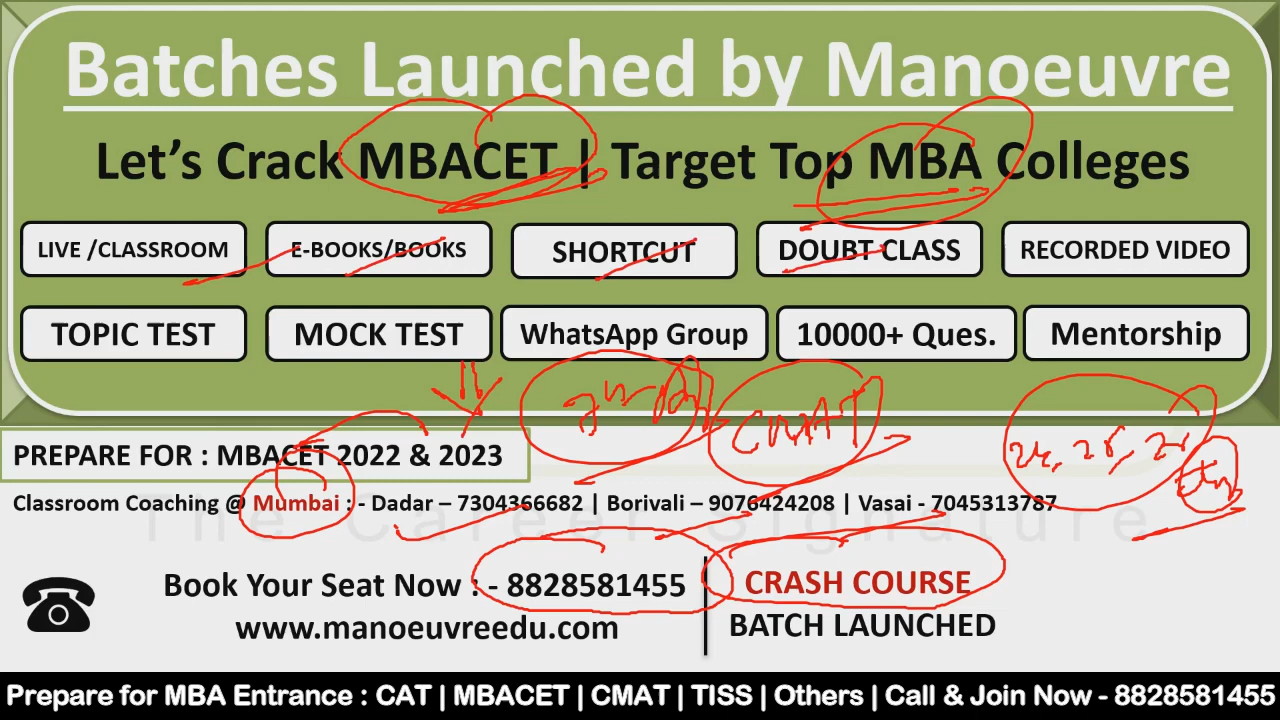 Batches Launched by Manoeuvre
Let's Crack MBACET | Target Top MBA Colleges
LIVE /CLASSROOM E-BOOKS/BOOKS SHORTCUT DOUBT CLASS RECORDED VIDEO
TOPIC TEST MOCK TEST WhatsApp Group 10000+ Ques. Mentorship
CMAT
PREPARE FOR : MBACET 2022 & 2023
Classroom Coaching @ Mumbai : - Dadar – 7304366682 | Borivali – 9076424208 | Vasai - 7045313787
The Career Signature
Book Your Seat Now : - 8828581455
www.manoeuvreedu.com
CRASH COURSE
BATCH LAUNCHED
Prepare for MBA Entrance : CAT | MBACET | CMAT | TISS | Others | Call & Join Now - 8828581455